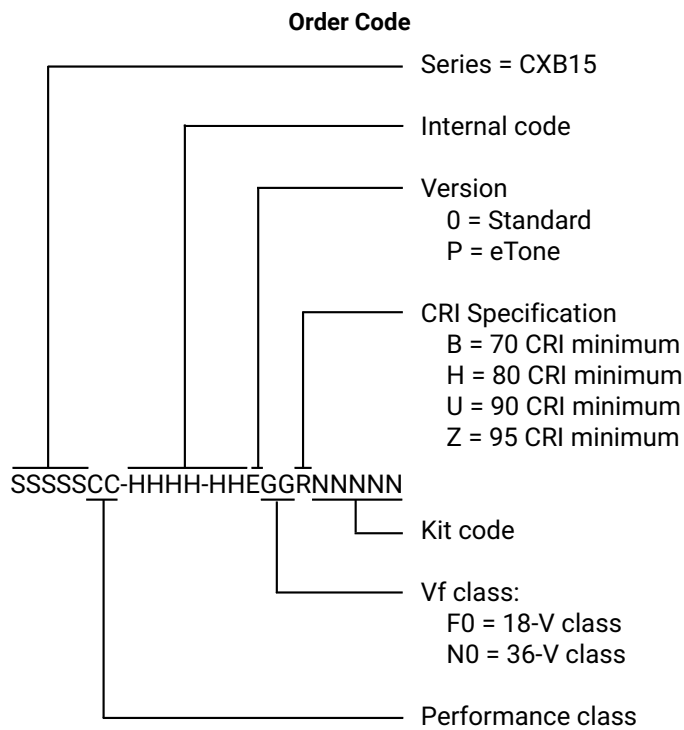 Order Code
Series = CXB15
Internal code
Version
0 = Standard
P = eTone
CRI Specification
B = 70 CRI minimum
H = 80 CRI minimum
U = 90 CRI minimum
Z = 95 CRI minimum
SSSSSCC-HHHH-HHEGGRNNNNN
Kit code
Vf class:
F0 = 18-V class
N0 = 36-V class
Performance class